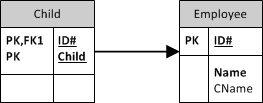 Child
PK,FK1 ID#
PK Child
Employee
PK ID#
Name
CName